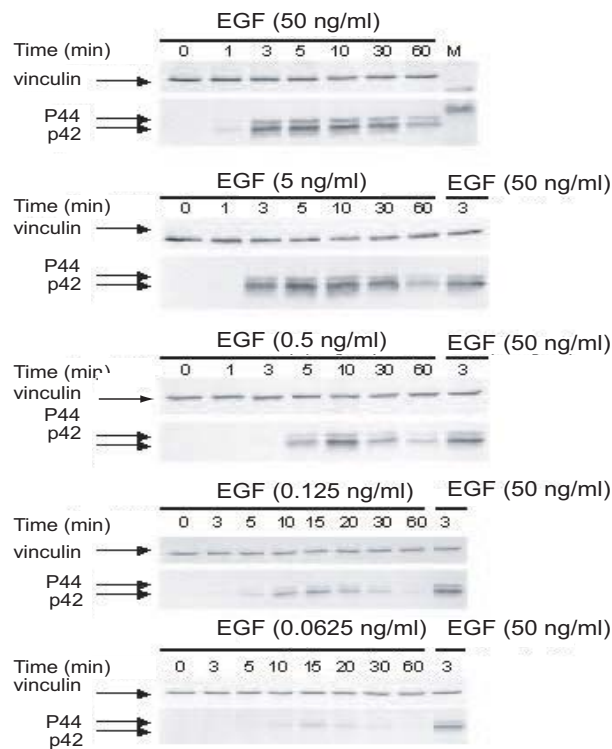 EGF (50 ng/ml)
Time (min) 0 1 3 5 10 30 60 M
vinculin
P44
p42
EGF (5 ng/ml) EGF (50 ng/ml)
Time (min) 0 1 3 5 10 30 60 3
vinculin
P44
p42
EGF (0.5 ng/ml) EGF (50 ng/ml)
Time (min) 0 1 3 5 10 30 60 3
vinculin
P44
p42
EGF (0.125 ng/ml) EGF (50 ng/ml)
Time (min) 0 3 5 10 15 20 30 60 3
vinculin
P44
p42
EGF (0.0625 ng/ml) EGF (50 ng/ml)
Time (min) 0 3 5 10 15 20 30 60 3
vinculin
P44
p42